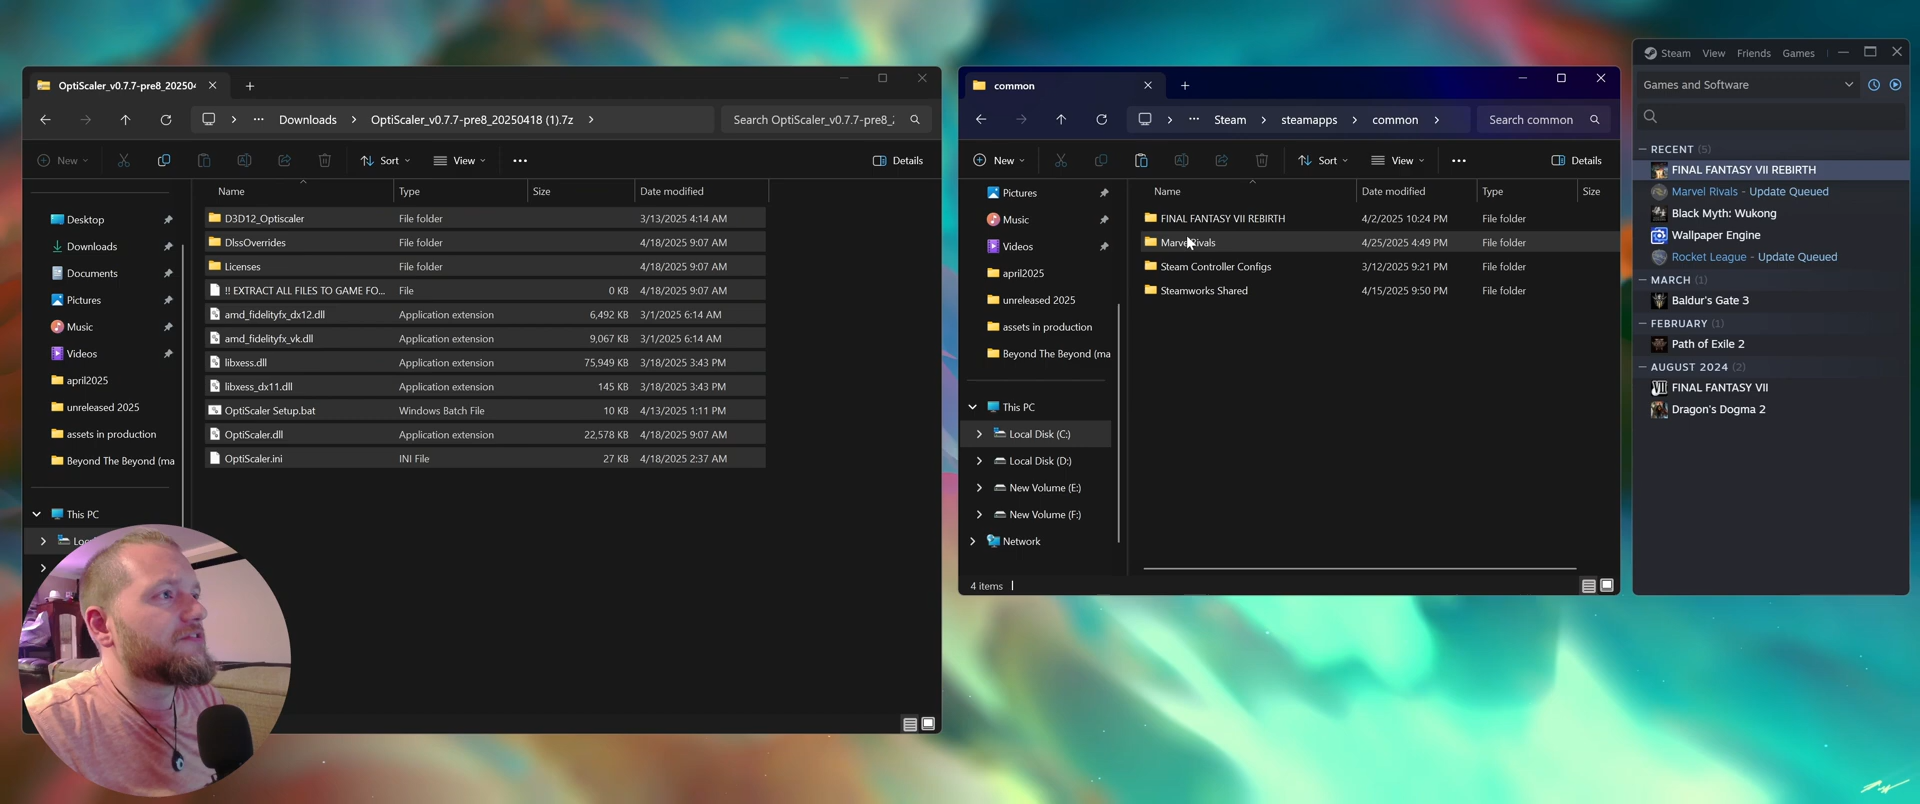 OptiScaler_v0.7.7-pre8_202504
Downloads > OptiScaler_v0.7.7-pre8_20250418 (1).7z >
Search OptiScaler_v0.7.7-pre8_2
New
Sort
View
Details
Name Type Size Date modified
D3D12_Optiscaler File folder 3/13/2025 4:14 AM
DlssOverrides File folder 4/18/2025 9:07 AM
Licenses File folder 4/18/2025 9:07 AM
!! EXTRACT ALL FILES TO GAME FO... File 0 KB 4/18/2025 9:07 AM
amd_fidelityfx_dx12.dll Application extension 6,492 KB 3/1/2025 6:14 AM
amd_fidelityfx_vk.dll Application extension 9,067 KB 3/1/2025 6:14 AM
libxess.dll Application extension 75,949 KB 3/18/2025 3:43 PM
libxess_dx11.dll Application extension 145 KB 3/18/2025 3:43 PM
OptiScaler Setup.bat Windows Batch File 10 KB 4/13/2025 1:11 PM
OptiScaler.dll Application extension 22,578 KB 4/18/2025 9:07 AM
OptiScaler.ini INI File 27 KB 4/18/2025 2:37 AM
Desktop
Downloads
Documents
Pictures
Music
Videos
april2025
unreleased 2025
assets in production
Beyond The Beyond (ma
This PC
common
Steam > steamapps > common >
Search common
New
Sort
View
Details
Name Date modified Type Size
FINAL FANTASY VII REBIRTH 4/2/2025 10:24 PM File folder
MarvelRivals 4/25/2025 4:49 PM File folder
Steam Controller Configs 3/12/2025 9:21 PM File folder
Steamworks Shared 4/15/2025 9:50 PM File folder
Pictures
Music
Videos
april2025
unreleased 2025
assets in production
Beyond The Beyond (ma
This PC
Local Disk (C:)
Local Disk (D:)
New Volume (E:)
New Volume (F:)
Network
4 items
Steam View Friends Games
Games and Software
RECENT (5)
FINAL FANTASY VII REBIRTH
Marvel Rivals - Update Queued
Black Myth: Wukong
Wallpaper Engine
Rocket League - Update Queued
MARCH (1)
Baldur's Gate 3
FEBRUARY (1)
Path of Exile 2
AUGUST 2024 (2)
FINAL FANTASY VII
Dragon's Dogma 2